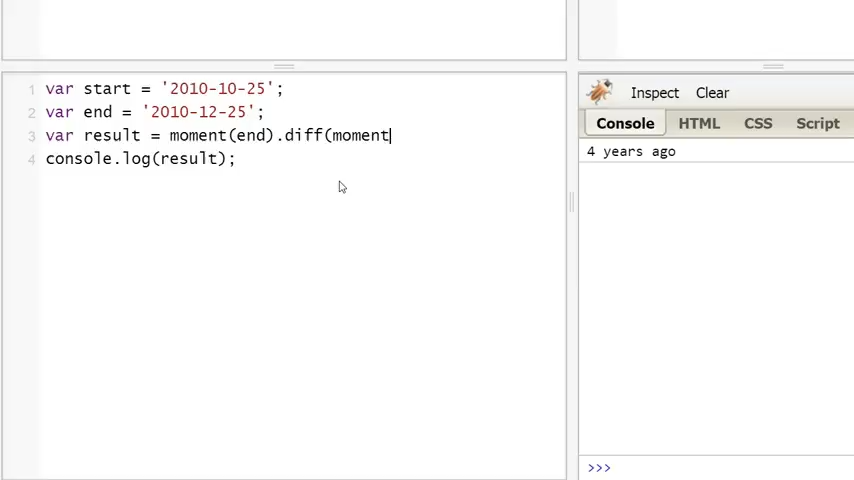 1 var start = '2010-10-25';
2 var end = '2010-12-25';
3 var result = moment(end).diff(moment
4 console.log(result);
Inspect Clear
Console HTML CSS Script
4 years ago
>>>